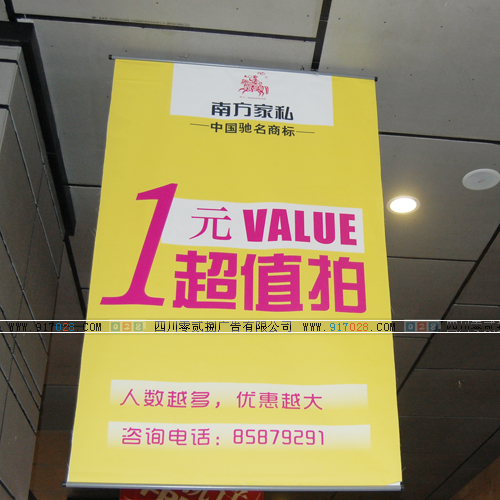 南方家私
中国驰名商标
1元 VALUE
超值拍
www.917028.com 028 四川零贰捌广告有限公司 www.917028.com 028
人数越多，优惠越大
咨询电话：85879291